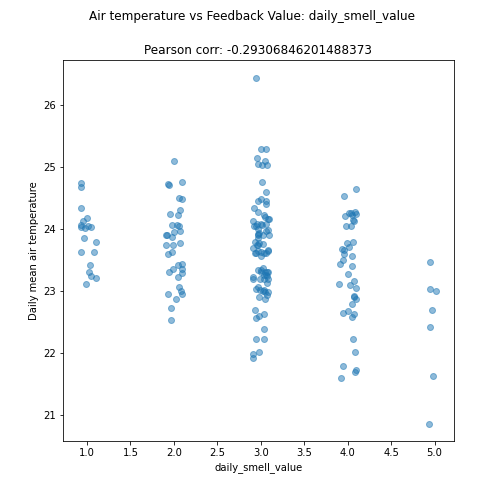 Air temperature vs Feedback Value: daily_smell_value
Pearson corr: -0.29306846201488373
26
25
24
23
22
21
Daily mean air temperature
1.0 1.5 2.0 2.5 3.0 3.5 4.0 4.5 5.0
daily_smell_value